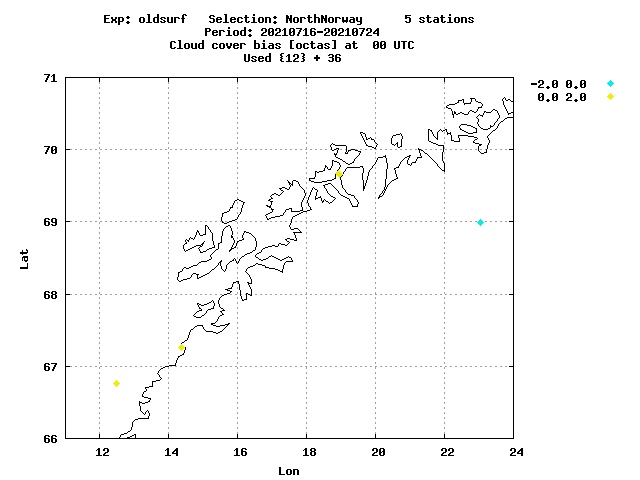 Exp: oldsurf   Selection: NorthNorway      5 stations
Period: 20210716-20210724
Cloud cover bias [octas] at  00 UTC
Used {12} + 36
-2.0 0.0
0.0 2.0
71
70
69
68
67
66
Lat
12 14 16 18 20 22 24
Lon